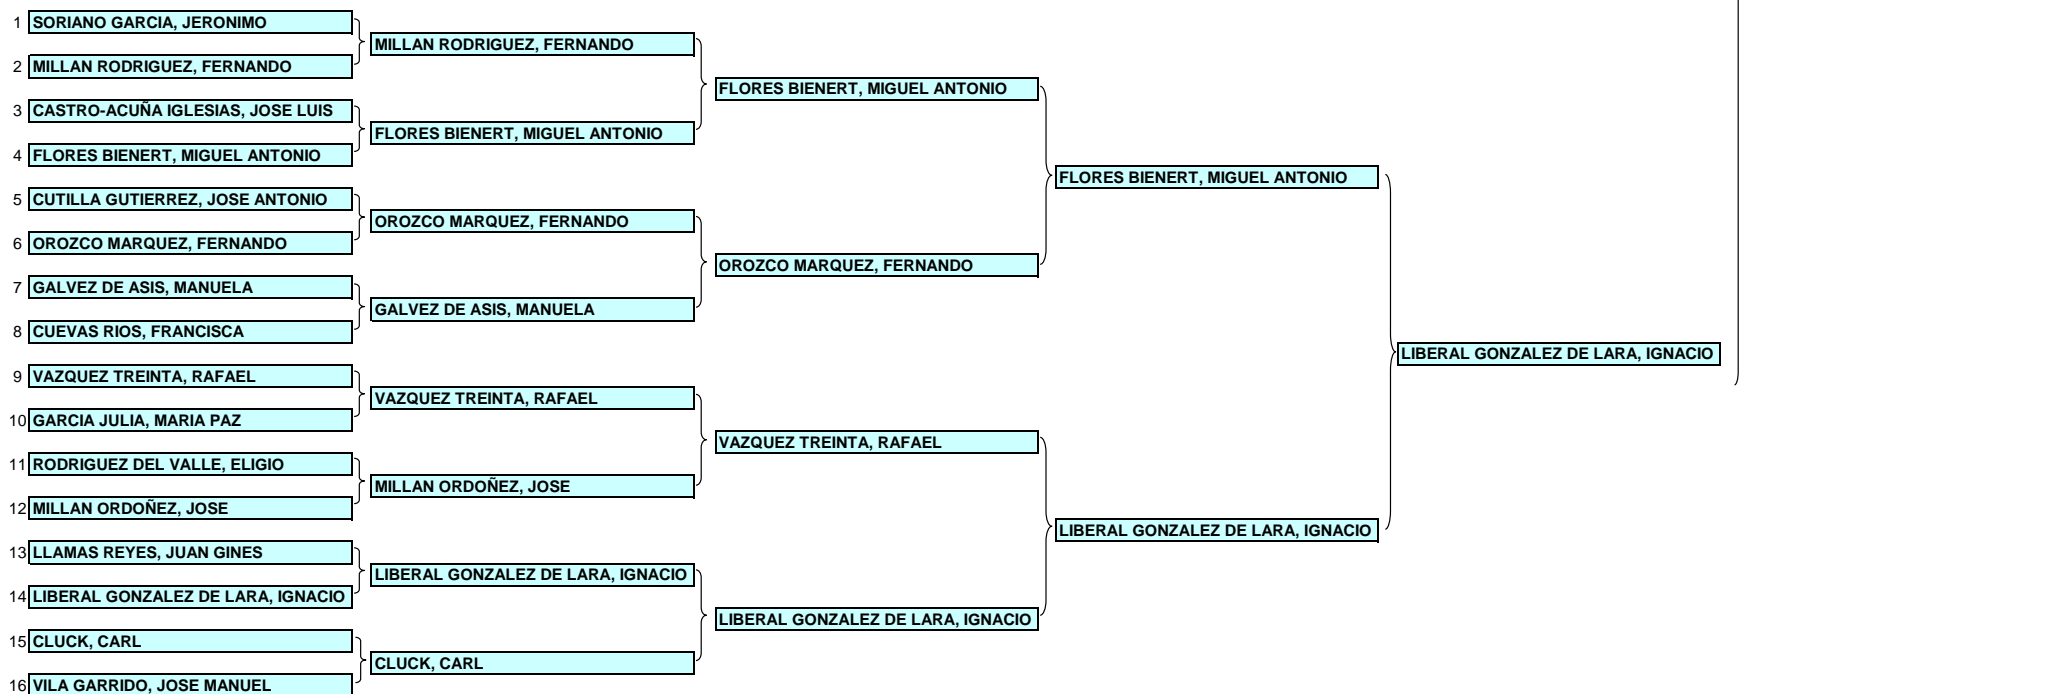 1 SORIANO GARCIA, JERONIMO
MILLAN RODRIGUEZ, FERNANDO
2 MILLAN RODRIGUEZ, FERNANDO
FLORES BIENERT, MIGUEL ANTONIO
3 CASTRO-ACUÑA IGLESIAS, JOSE LUIS
FLORES BIENERT, MIGUEL ANTONIO
4 FLORES BIENERT, MIGUEL ANTONIO
FLORES BIENERT, MIGUEL ANTONIO
5 CUTILLA GUTIERREZ, JOSE ANTONIO
OROZCO MARQUEZ, FERNANDO
6 OROZCO MARQUEZ, FERNANDO
OROZCO MARQUEZ, FERNANDO
7 GALVEZ DE ASIS, MANUELA
GALVEZ DE ASIS, MANUELA
8 CUEVAS RIOS, FRANCISCA
LIBERAL GONZALEZ DE LARA, IGNACIO
9 VAZQUEZ TREINTA, RAFAEL
VAZQUEZ TREINTA, RAFAEL
10 GARCIA JULIA, MARIA PAZ
VAZQUEZ TREINTA, RAFAEL
11 RODRIGUEZ DEL VALLE, ELIGIO
MILLAN ORDOÑEZ, JOSE
12 MILLAN ORDOÑEZ, JOSE
LIBERAL GONZALEZ DE LARA, IGNACIO
13 LLAMAS REYES, JUAN GINES
LIBERAL GONZALEZ DE LARA, IGNACIO
14 LIBERAL GONZALEZ DE LARA, IGNACIO
LIBERAL GONZALEZ DE LARA, IGNACIO
15 CLUCK, CARL
CLUCK, CARL
16 VILA GARRIDO, JOSE MANUEL